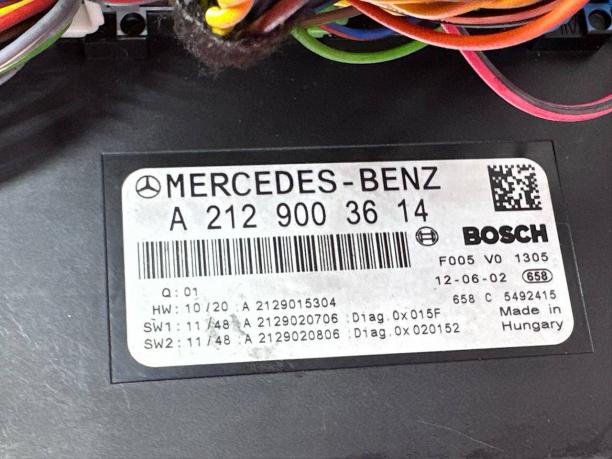 MERCEDES-BENZ
A 212 900 36 14
BOSCH
F005 V0 1305
12-06-02 658
658 C 5492415
Made in
Hungary
Q: 01
HW: 10/20 :A 2129015304
SW1: 11/48 :A 2129020706 :Diag.0x015F
SW2: 11/48 :A 2129020806 :Diag.0x020152